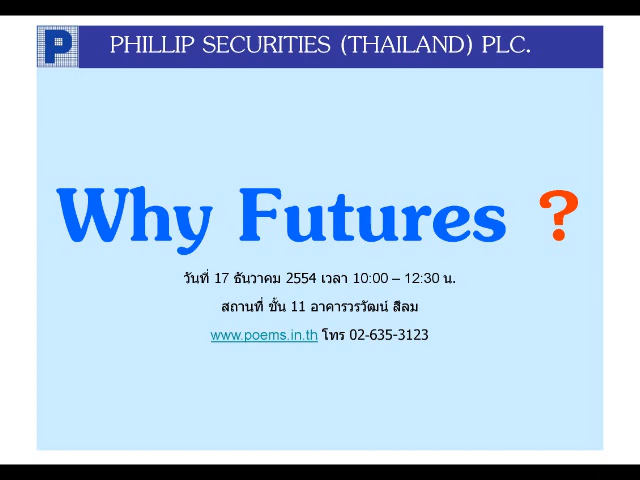 P
PHILLIP SECURITIES (THAILAND) PLC.
Why Futures ?
วันที่ 17 ธันวาคม 2554 เวลา 10:00 – 12:30 น.
สถานที่ ชั้น 11 อาคารวรวัฒน์ สีลม
www.poems.in.th โทร 02-635-3123